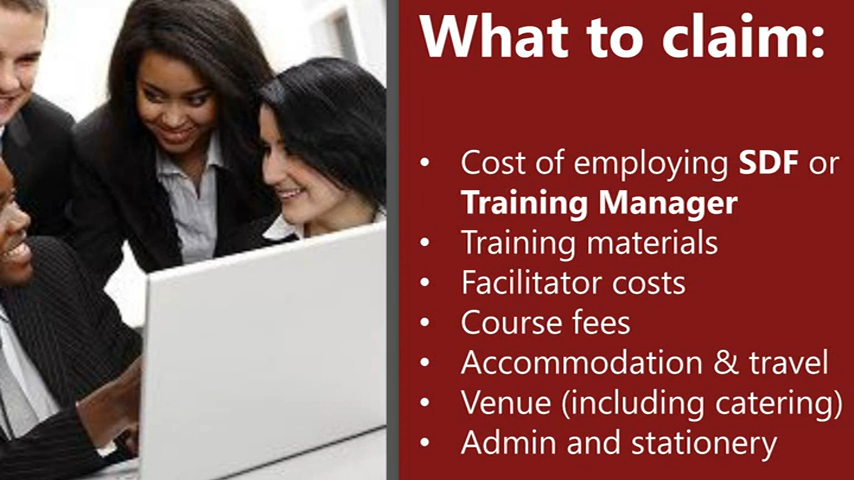 What to claim:
• Cost of employing SDF or
Training Manager
• Training materials
• Facilitator costs
• Course fees
• Accommodation & travel
• Venue (including catering)
• Admin and stationery